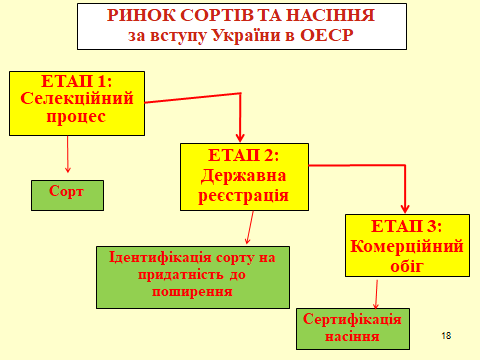 РИНОК СОРТІВ ТА НАСІННЯ
за вступу України в ОЕСР
ЕТАП 1:
Селекційний
процес
Сорт
ЕТАП 2:
Державна
реєстрація
Ідентифікація сорту на
придатність до
поширення
ЕТАП 3:
Комерційний
обіг
Сертифікація
насіння
18